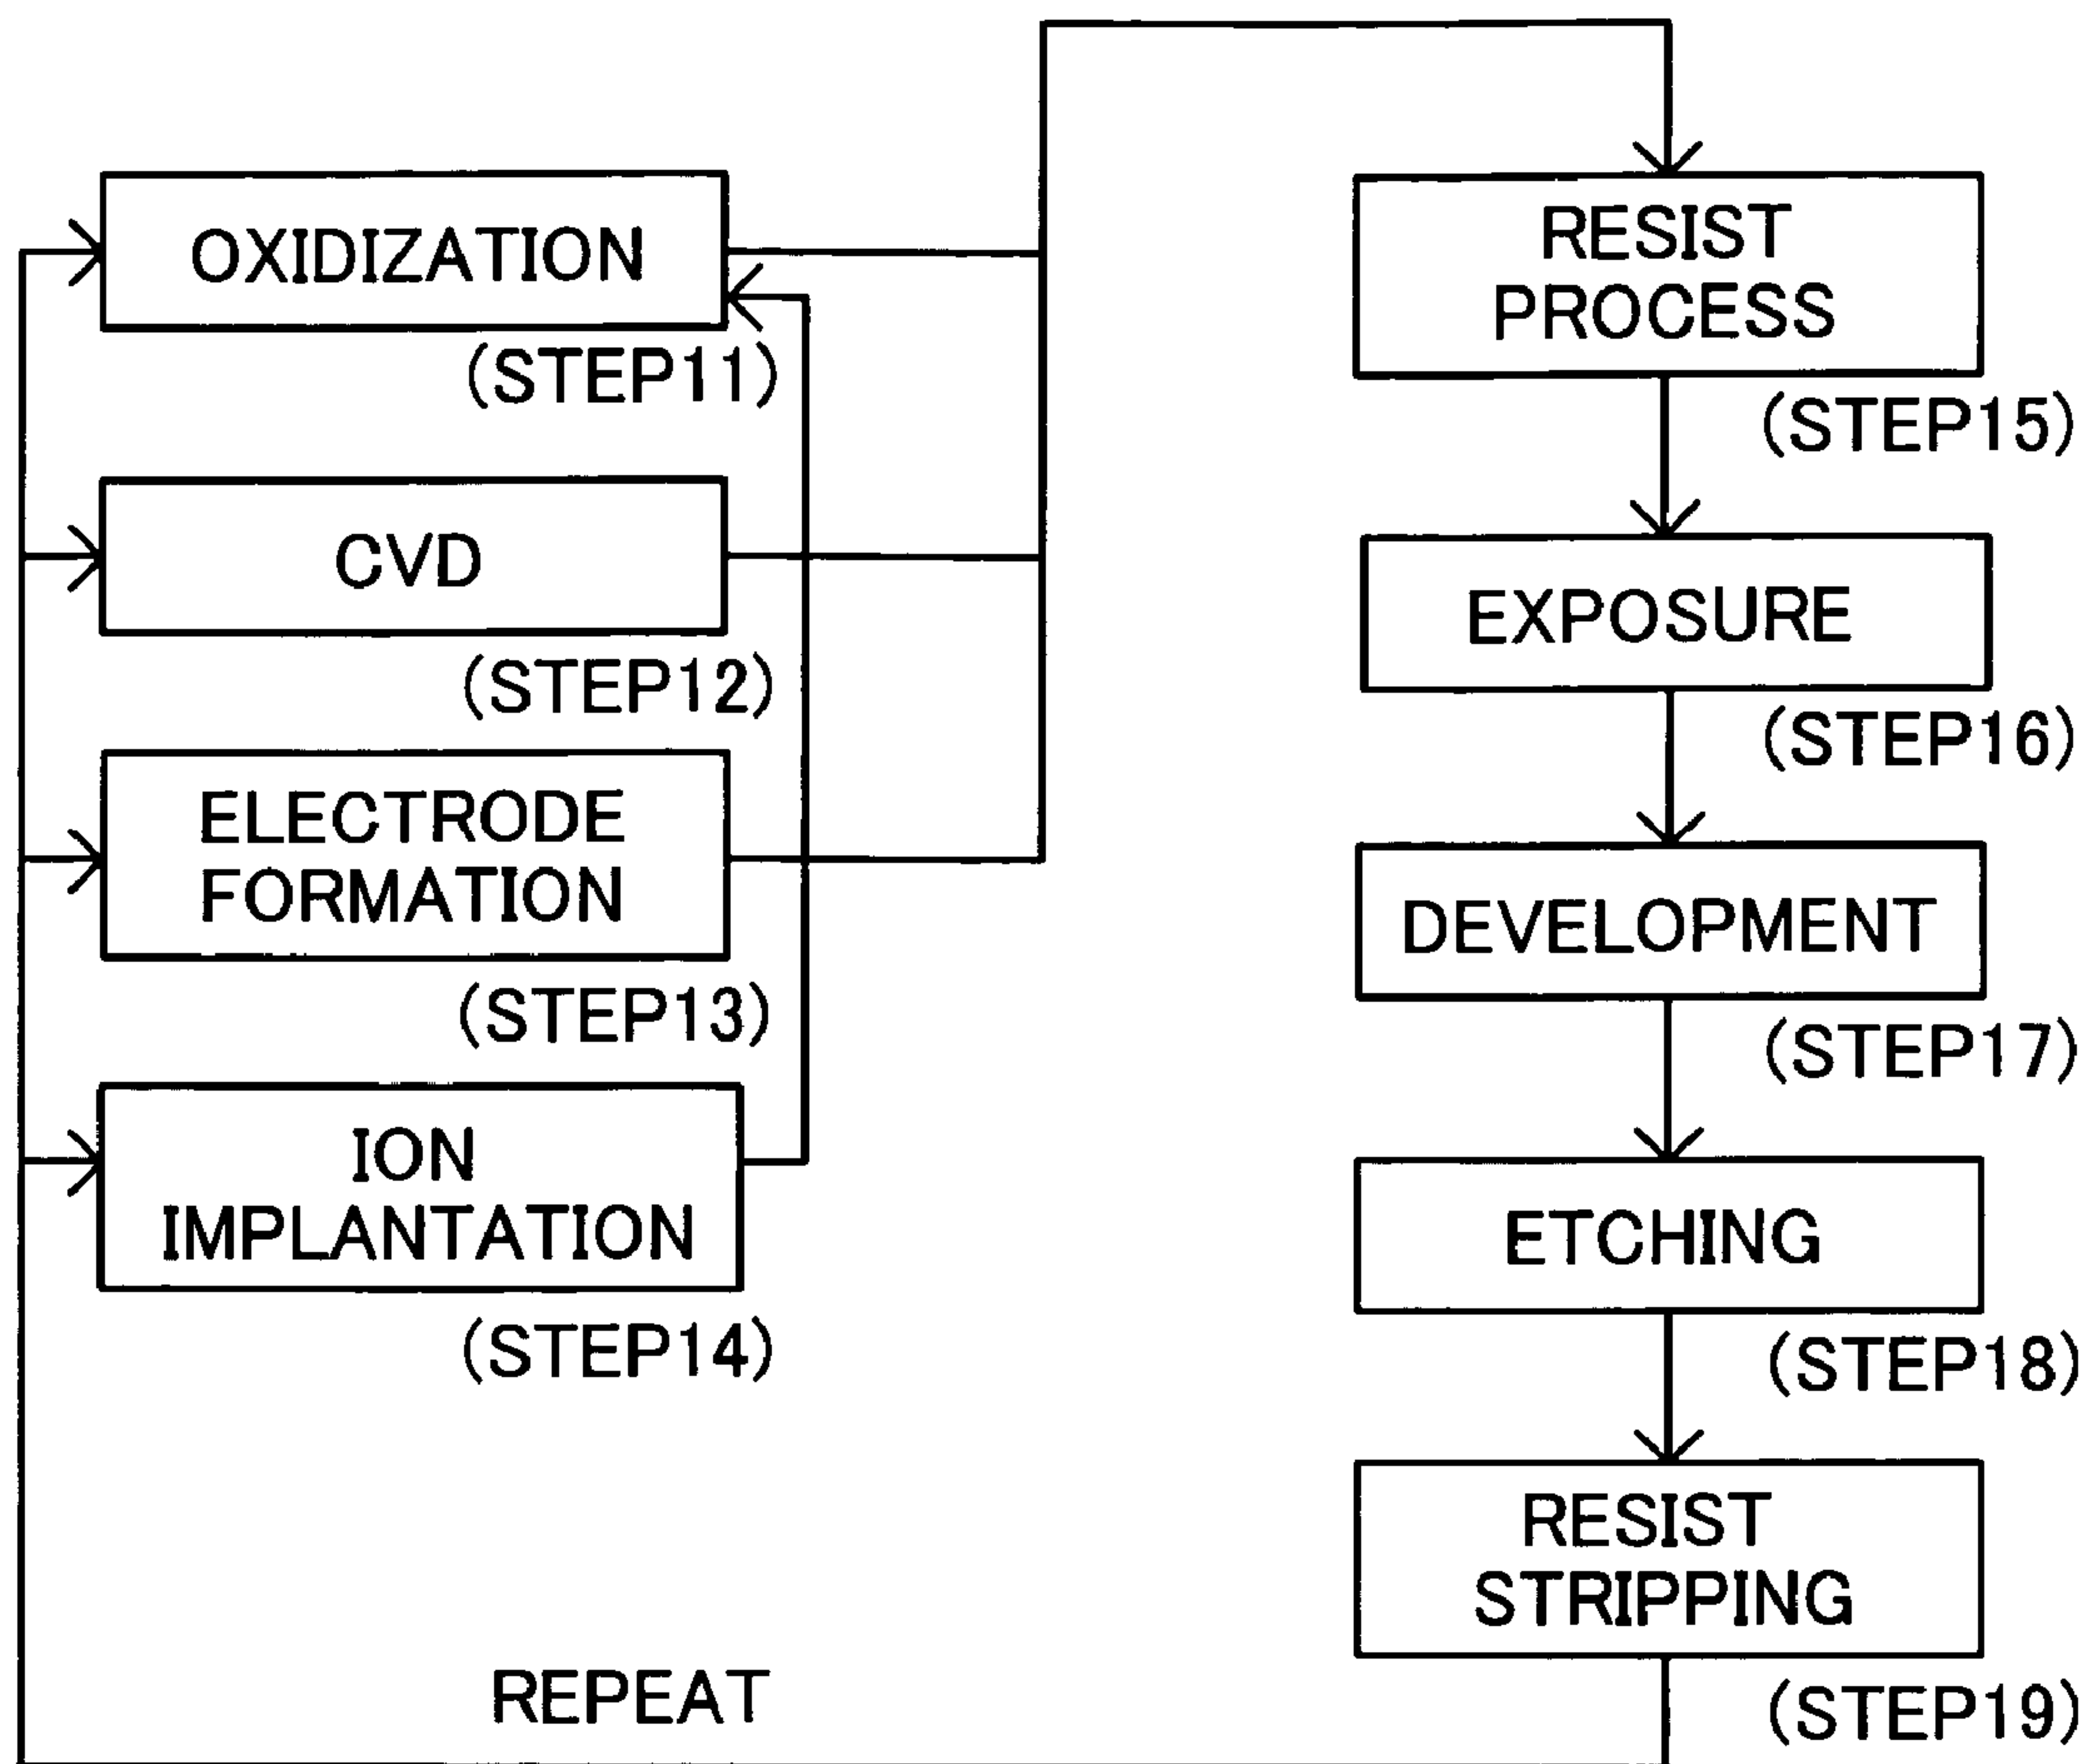 OXIDIZATION
(STEP11)
CVD
(STEP12)
ELECTRODE
FORMATION
(STEP13)
ION
IMPLANTATION
(STEP14)
REPEAT
RESIST
PROCESS
(STEP15)
EXPOSURE
(STEP16)
DEVELOPMENT
(STEP17)
ETCHING
(STEP18)
RESIST
STRIPPING
(STEP19)